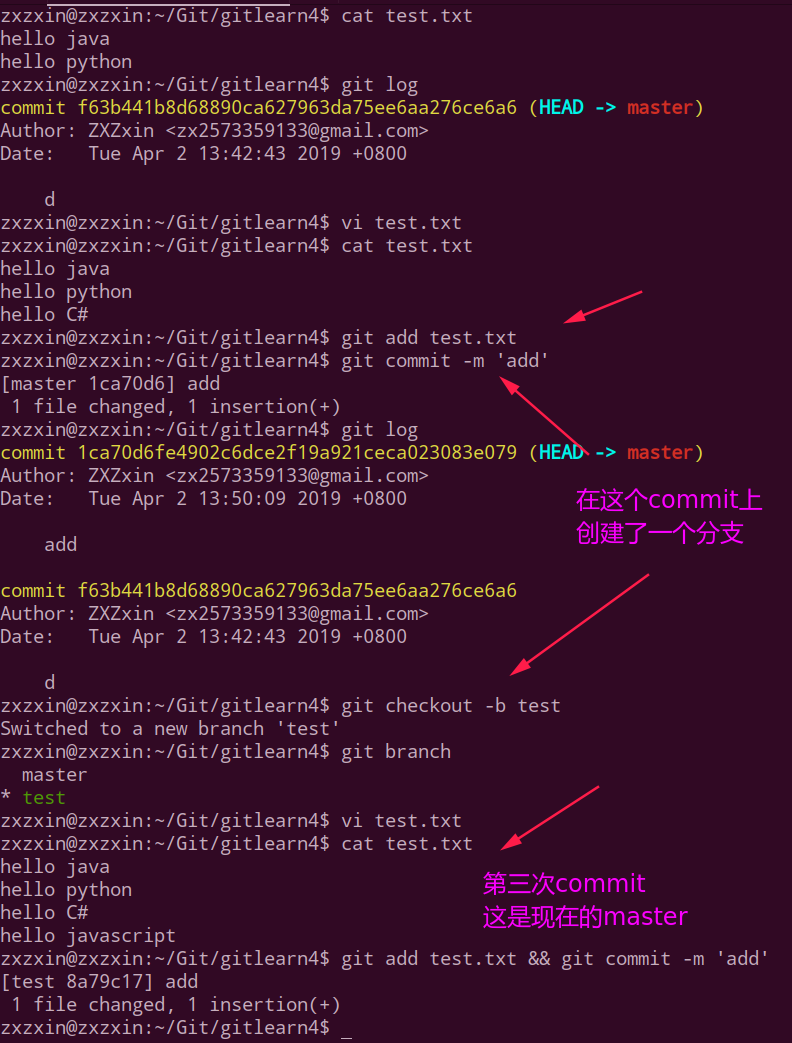 zxzxin@zxzxin:~/Git/gitlearn4$ cat test.txt
hello java
hello python
zxzxin@zxzxin:~/Git/gitlearn4$ git log
commit f63b441b8d68890ca627963da75ee6aa276ce6a6 (HEAD -> master)
Author: ZXZxin <zx2573359133@gmail.com>
Date:   Tue Apr 2 13:42:43 2019 +0800
    d
zxzxin@zxzxin:~/Git/gitlearn4$ vi test.txt
zxzxin@zxzxin:~/Git/gitlearn4$ cat test.txt
hello java
hello python
hello C#
zxzxin@zxzxin:~/Git/gitlearn4$ git add test.txt
zxzxin@zxzxin:~/Git/gitlearn4$ git commit -m 'add'
[master 1ca70d6] add
 1 file changed, 1 insertion(+)
zxzxin@zxzxin:~/Git/gitlearn4$ git log
commit 1ca70d6fe4902c6dce2f19a921ceca023083e079 (HEAD -> master)
Author: ZXZxin <zx2573359133@gmail.com>
Date:   Tue Apr 2 13:50:09 2019 +0800
在这个commit上
创建了一个分支
    add
commit f63b441b8d68890ca627963da75ee6aa276ce6a6
Author: ZXZxin <zx2573359133@gmail.com>
Date:   Tue Apr 2 13:42:43 2019 +0800
    d
zxzxin@zxzxin:~/Git/gitlearn4$ git checkout -b test
Switched to a new branch 'test'
zxzxin@zxzxin:~/Git/gitlearn4$ git branch
  master
* test
zxzxin@zxzxin:~/Git/gitlearn4$ vi test.txt
zxzxin@zxzxin:~/Git/gitlearn4$ cat test.txt
hello java
hello python
hello C#
hello javascript
第三次commit
这是现在的master
zxzxin@zxzxin:~/Git/gitlearn4$ git add test.txt && git commit -m 'add'
[test 8a79c17] add
 1 file changed, 1 insertion(+)
zxzxin@zxzxin:~/Git/gitlearn4$ _